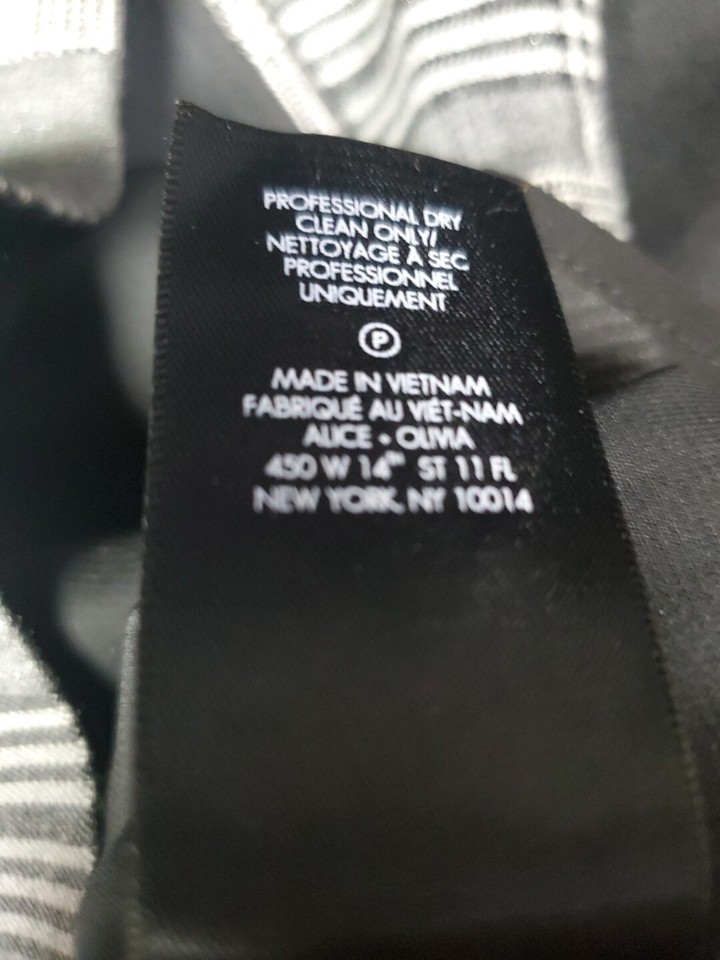 PROFESSIONAL DRY
CLEAN ONLY/
NETTOYAGE À SEC
PROFESSIONNEL
UNIQUEMENT
P
MADE IN VIETNAM
FABRIQUÉ AU VIÊT-NAM
ALICE + OLIVIA
450 W 14TH ST 11 FL
NEW YORK, NY 10014